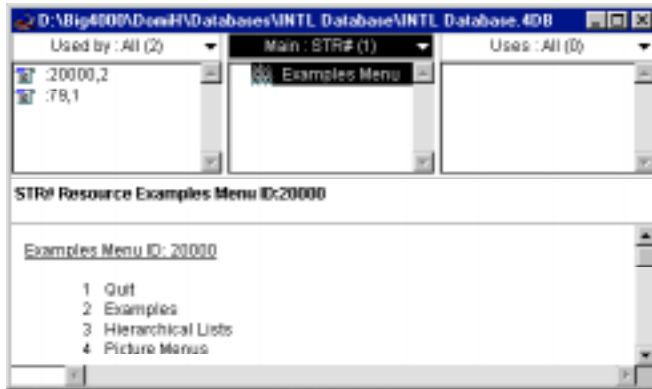 D:\Big4000\DomiH\Databases\INTL Database\INTL Database.4DB
Used by : All (2)
Main : STR# (1)
Uses : All (0)
:20000,2
:79,1
Examples Menu
STR# Resource Examples Menu ID:20000
Examples Menu ID: 20000
1 Quit
2 Examples
3 Hierarchical Lists
4 Picture Menus